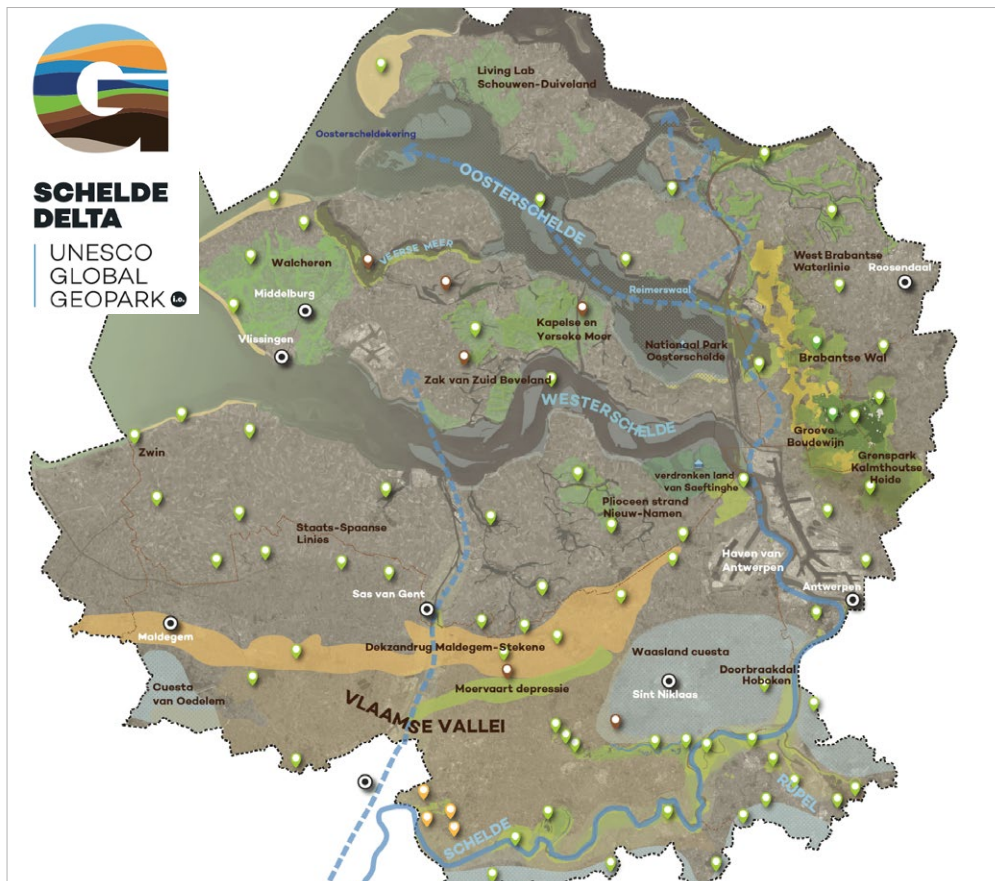 SCHELDE
DELTA
UNESCO
GLOBAL
GEOPARK i.o.
Living Lab
Schouwen-Duiveland
Oosterscheldekering
OOSTERSCHELDE
VEERSE MEER
Walcheren
Middelburg
Vlissingen
West Brabantse
Waterlinie
Roosendaal
Reimerswaal
Kapelse en
Yerseke Moer
Nationaal Park
Oosterschelde
Brabantse Wal
Zak van Zuid Beveland
WESTERSCHELDE
Groeve
Boudewijn
Grenspark
Kalmthoutse
Heide
Zwin
verdronken land
van Saeftinghe
Plioceen strand
Nieuw-Namen
Staats-Spaanse
Linies
Haven van
Antwerpen
Antwerpen
Sas van Gent
Maldegem
Dekzandrug Maldegem-Stekene
Waasland cuesta
Doorbraakdal
Hoboken
Moervaart depressie
Sint Niklaas
Cuesta
van Oedelem
VLAAMSE VALLEI
RUPEL
SCHELDE